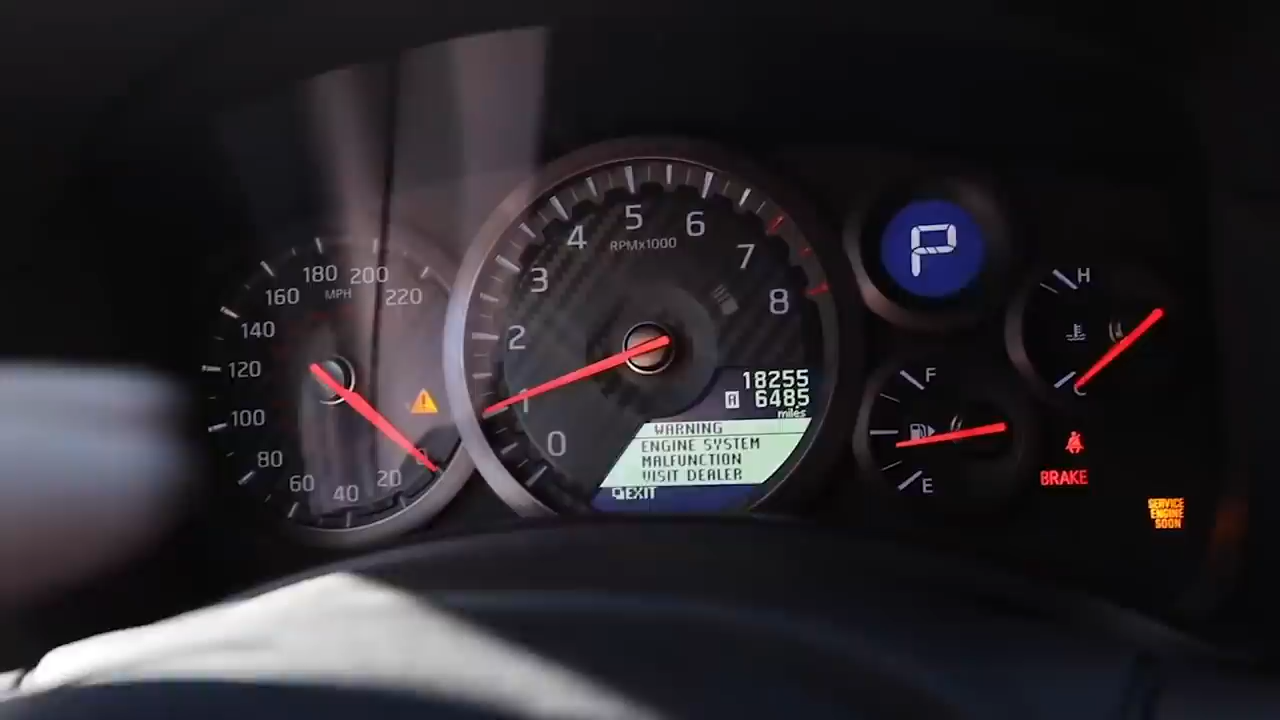 180 200
160 MPH 220
140
120
100
80
60 40 20 0
5
4 6
RPMx1000
3 7
2 8
1
0
18255
A 6485
miles
WARNING
ENGINE SYSTEM
MALFUNCTION
VISIT DEALER
EXIT
P
H
C
F
E
BRAKE
SERVICE
ENGINE
SOON